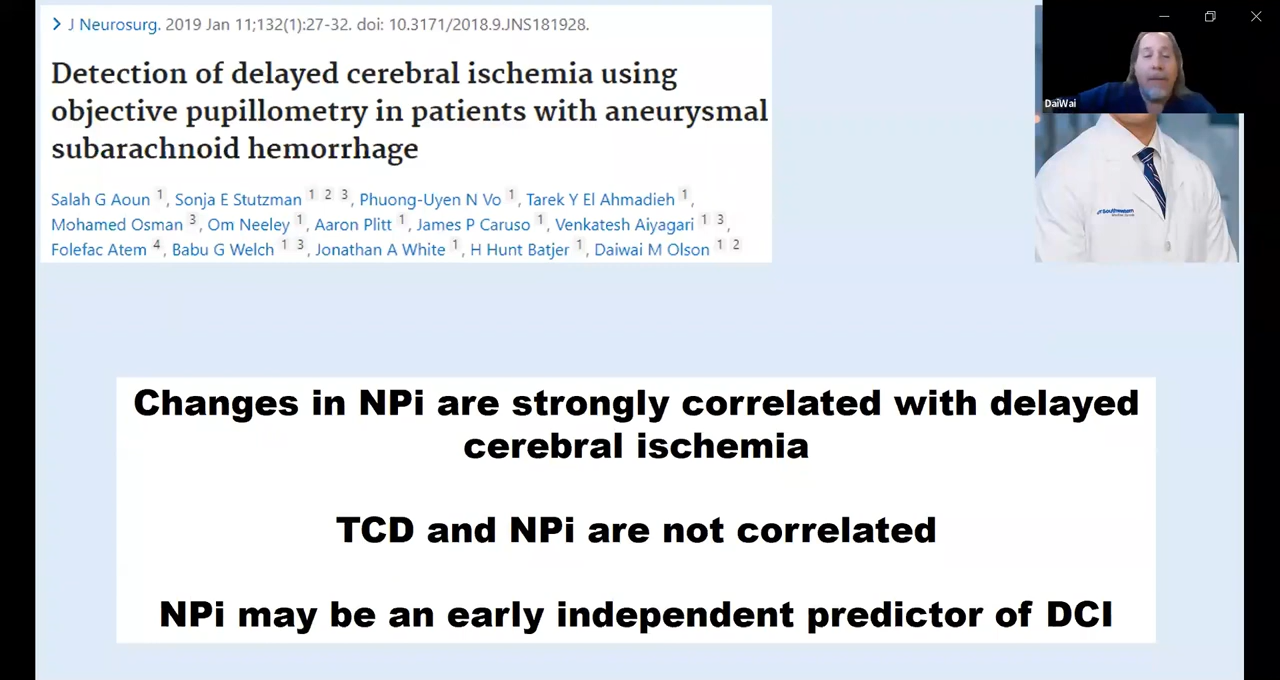 > J Neurosurg. 2019 Jan 11;132(1):27-32. doi: 10.3171/2018.9.JNS181928.
Detection of delayed cerebral ischemia using
objective pupillometry in patients with aneurysmal
subarachnoid hemorrhage
Salah G Aoun 1, Sonja E Stutzman 1 2 3, Phuong-Uyen N Vo 1, Tarek Y El Ahmadieh 1,
Mohamed Osman 3, Om Neeley 1, Aaron Plitt 1, James P Caruso 1, Venkatesh Aiyagari 1 3,
Folefac Atem 4, Babu G Welch 1 3, Jonathan A White 1, H Hunt Batjer 1, Daiwai M Olson 1 2
DaiWai
UT Southwestern
Changes in NPi are strongly correlated with delayed
cerebral ischemia
TCD and NPi are not correlated
NPi may be an early independent predictor of DCI